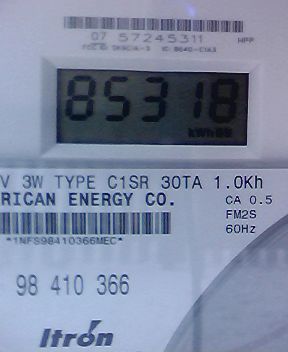 07 57245311
85318
kWh
V 3W TYPE C1SR 30TA 1.0Kh
RICAN ENERGY CO.
CA 0.5
FM2S
60Hz
*1NFS98410366MEC*
98 410 366
Itrón